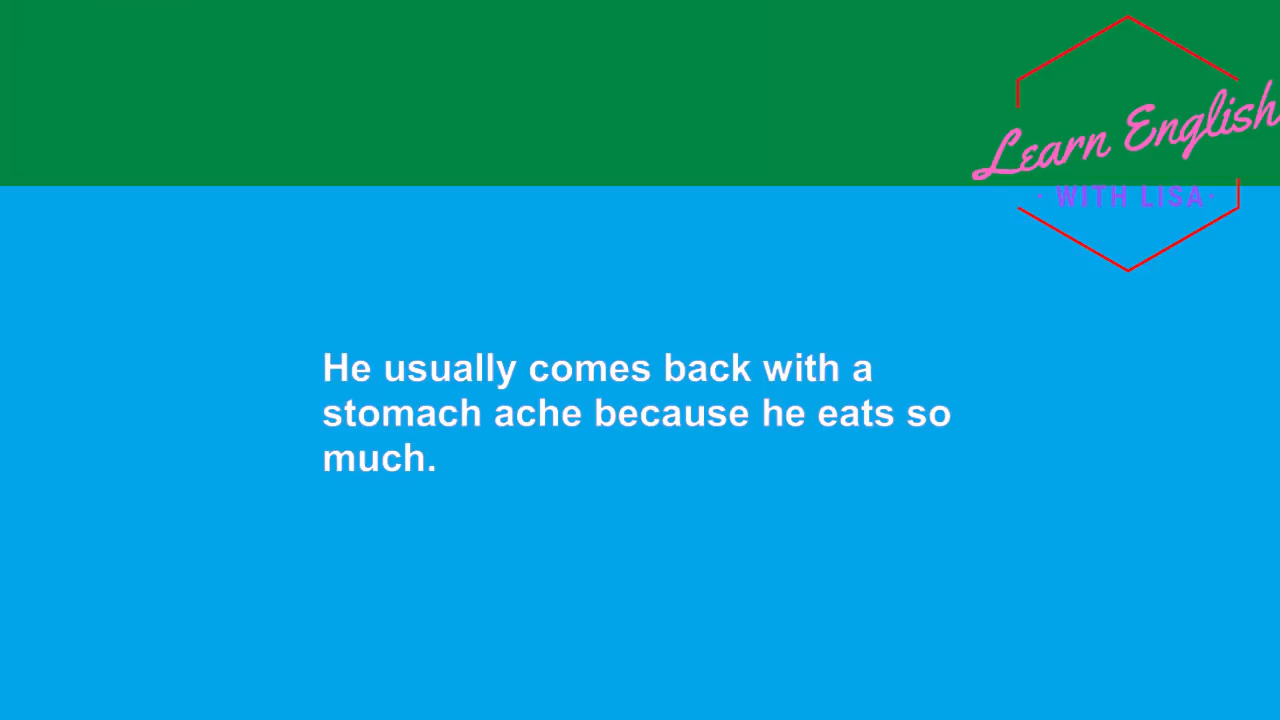 Learn English
· WITH LISA·
He usually comes back with a
stomach ache because he eats so
much.